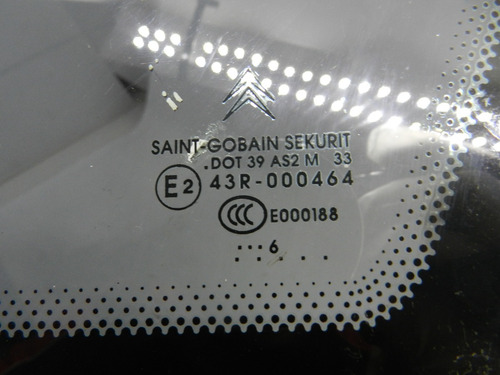 SAINT-GOBAIN SEKURIT
.DOT 39 AS2 M 33
E2 43R-000464
CCC E000188
...6